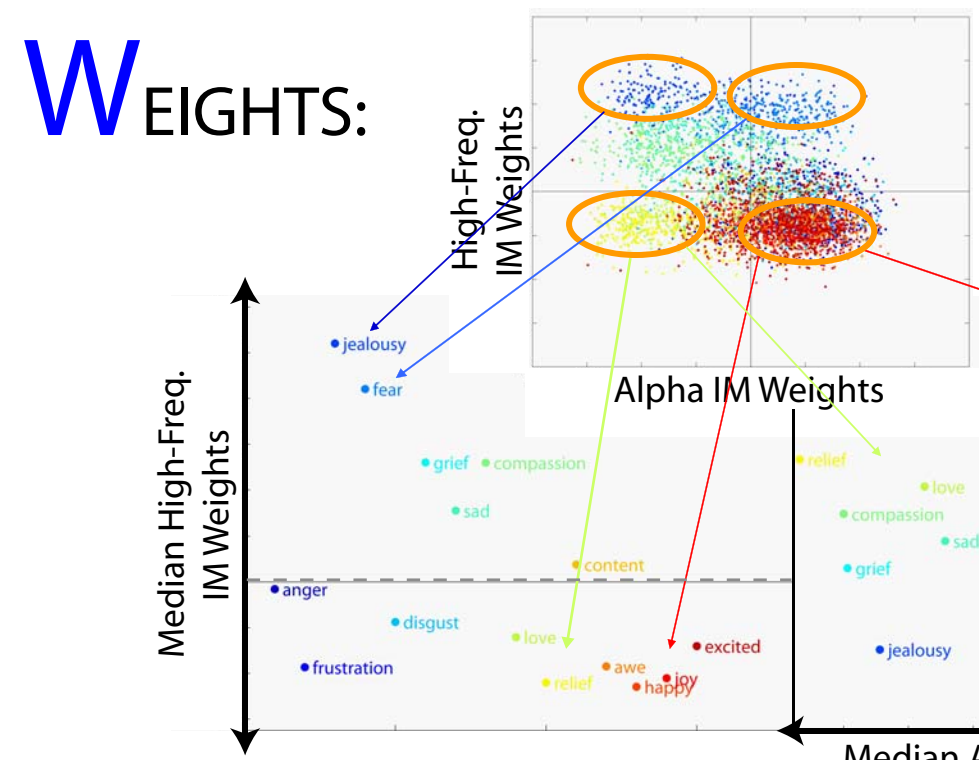 WEIGHTS:
High-Freq.
IM Weights
Alpha IM Weights
Median High-Freq.
IM Weights
jealousy
fear
grief
compassion
sad
content
anger
disgust
love
excited
frustration
awe
joy
relief
happy
relief
love
compassion
sad
grief
jealousy
Median